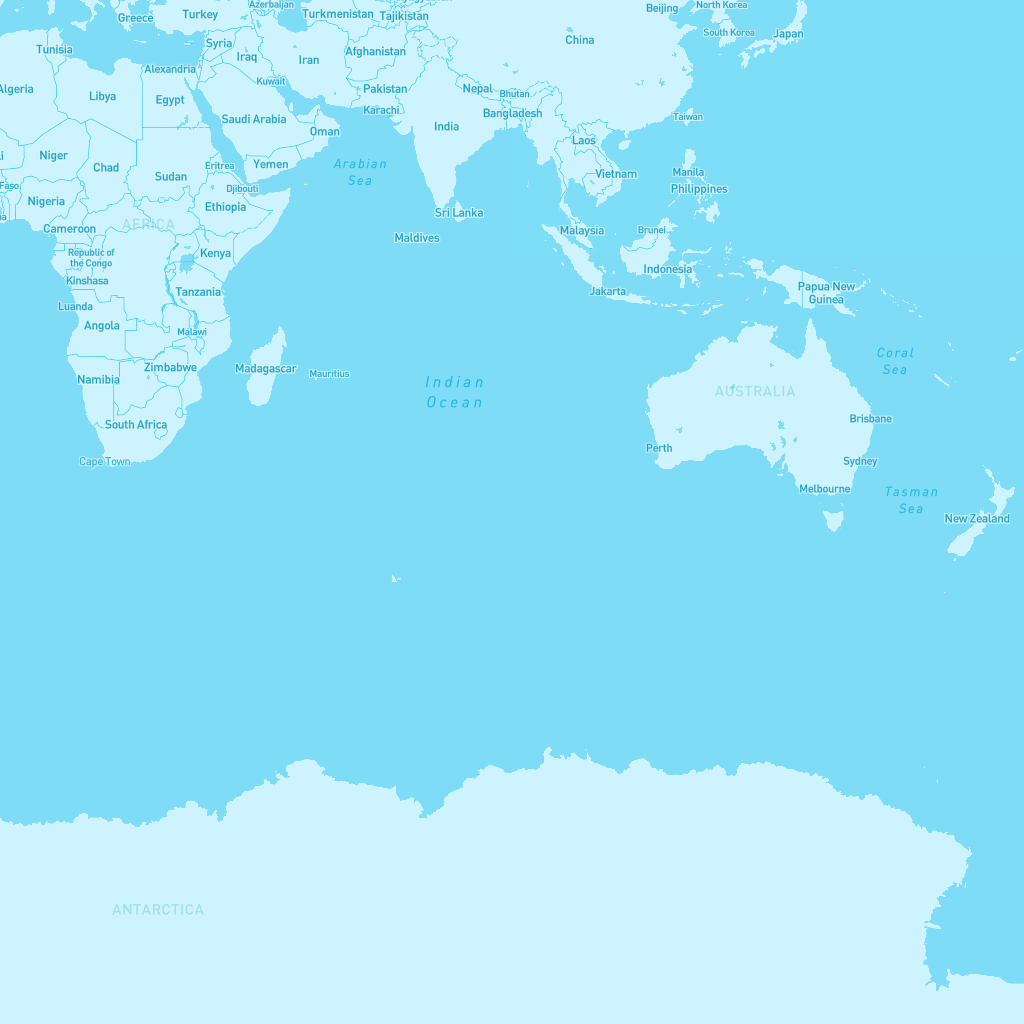 Azerbaijan
North Korea
Beijing
Greece
Turkey
Turkmenistan
Tajikistan
South Korea
Japan
Tunisia
Syria
China
Iraq
Iran
Afghanistan
Alexandria
Kuwait
Algeria
Libya
Egypt
Pakistan
Nepal
Bhutan
Karachi
Bangladesh
Saudi Arabia
Oman
India
Taiwan
Laos
Niger
Chad
Eritrea
Yemen
Arabian
Sea
Sudan
Vietnam
Manila
Philippines
Faso
Djibouti
Nigeria
Ethiopia
Sri Lanka
AFRICA
Cameroon
Maldives
Malaysia
Brunei
Republic of
the Congo
Kenya
Indonesia
Kinshasa
Tanzania
Jakarta
Papua New
Guinea
Luanda
Angola
Malawi
Coral
Sea
Zimbabwe
Madagascar
Mauritius
Namibia
Indian
Ocean
AUSTRALIA
South Africa
Brisbane
Perth
Cape Town
Sydney
Melbourne
Tasman
Sea
New Zealand
ANTARCTICA